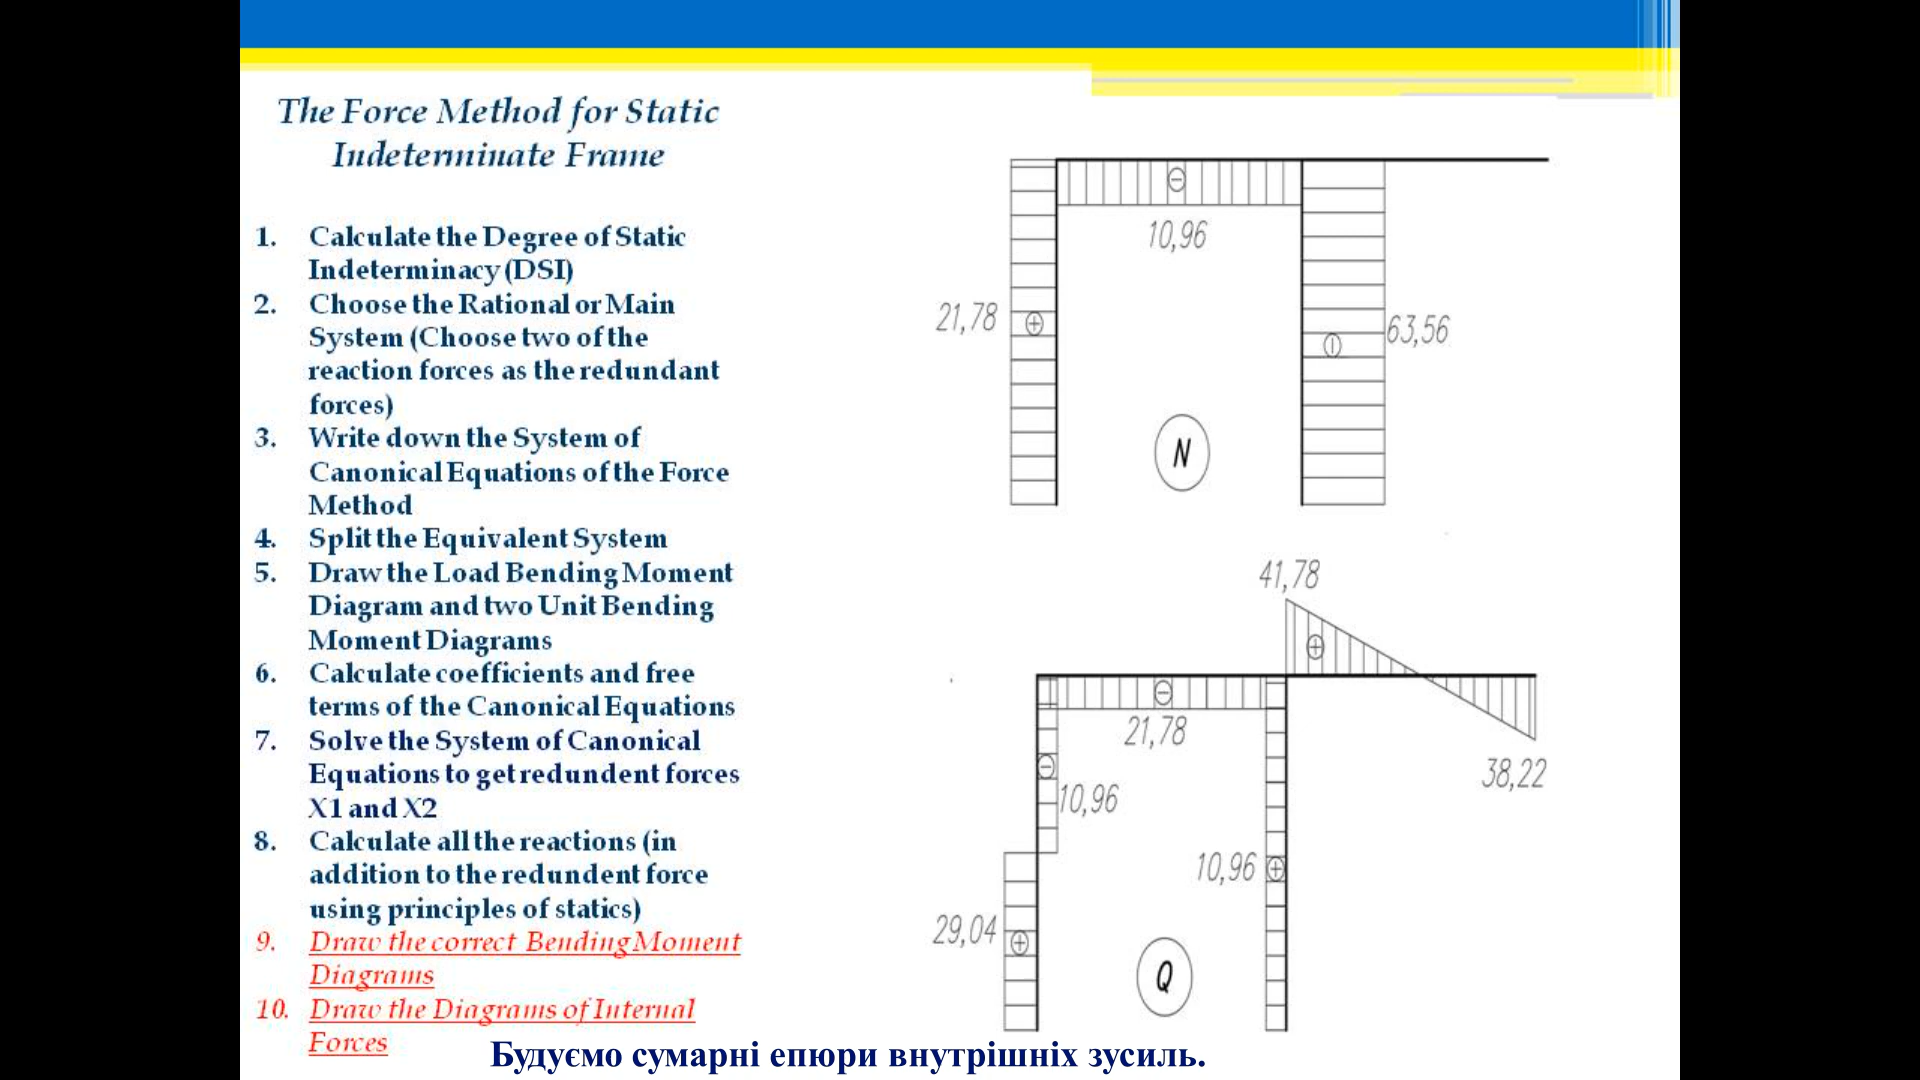 The Force Method for Static
Indeterminate Frame
1. Calculate the Degree of Static
Indeterminacy (DSI)
2. Choose the Rational or Main
System (Choose two of the
reaction forces as the redundant
forces)
3. Write down the System of
Canonical Equations of the Force
Method
4. Split the Equivalent System
5. Draw the Load Bending Moment
Diagram and two Unit Bending
Moment Diagrams
6. Calculate coefficients and free
terms of the Canonical Equations
7. Solve the System of Canonical
Equations to get redundent forces
X1 and X2
8. Calculate all the reactions (in
addition to the redundent force
using principles of statics)
9. Draw the correct Bending Moment
Diagrams
10. Draw the Diagrams of Internal
Forces
10,96
21,78
63,56
N
41,78
21,78
38,22
10,96
10,96
29,04
Q
Будуємо сумарні епюри внутрішніх зусиль.